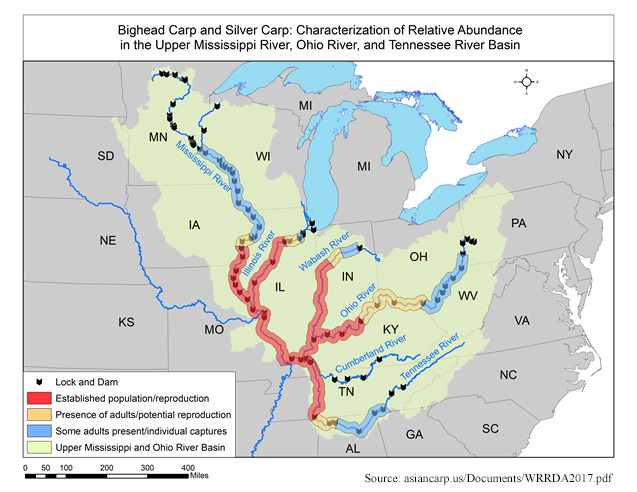 Bighead Carp and Silver Carp: Characterization of Relative Abundance
in the Upper Mississippi River, Ohio River, and Tennessee River Basin
MI
MN
SD
WI
Mississippi River
MI
NY
IA
PA
NE
Illinois River
Wabash River
OH
IL
IN
Ohio River
WV
KS
MO
KY
VA
Cumberland River
Tennessee River
TN
NC
SC
AL
GA
Lock and Dam
Established population/reproduction
Presence of adults/potential reproduction
Some adults present/individual captures
Upper Mississippi and Ohio River Basin
0 50 100 200 300 400
Miles
Source: asiancarp.us/Documents/WRRDA2017.pdf